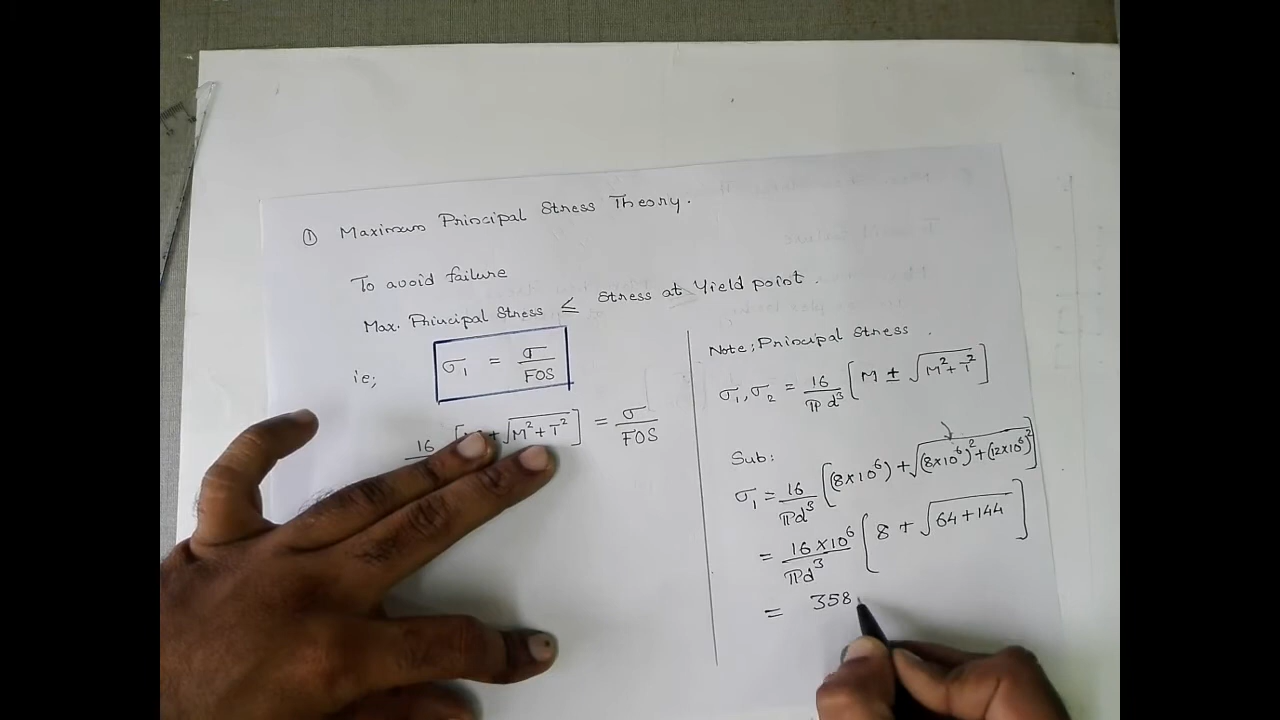 ① Maximum Principal Stress Theory.
To avoid failure
Max. Principal Stress ≤ Stress at Yield point.
ie; σ₁ = σ/FOS
16 + √(M² + T²)] = σ/FOS
Note; Principal Stress.
σ₁, σ₂ = 16/πd³ [M ± √(M² + T²)]
Sub:
σ₁ = 16/πd³ [(8×10⁶) + √((8×10⁶)² + (12×10⁶)²)]
= 16×10⁶/πd³ [8 + √(64+144)]
= 358